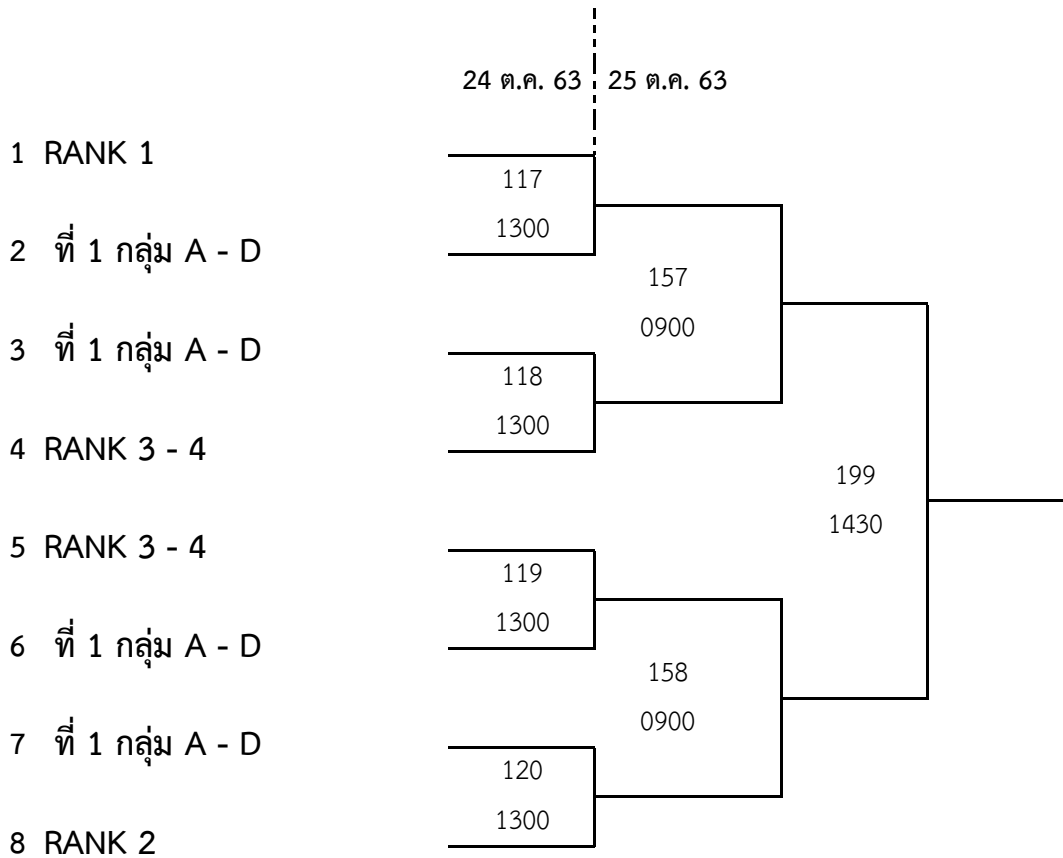 24 ต.ค. 63 25 ต.ค. 63
1 RANK 1
117
1300
2 ที่ 1 กลุ่ม A - D
157
0900
3 ที่ 1 กลุ่ม A - D
118
1300
4 RANK 3 - 4
199
1430
5 RANK 3 - 4
119
1300
6 ที่ 1 กลุ่ม A - D
158
0900
7 ที่ 1 กลุ่ม A - D
120
1300
8 RANK 2